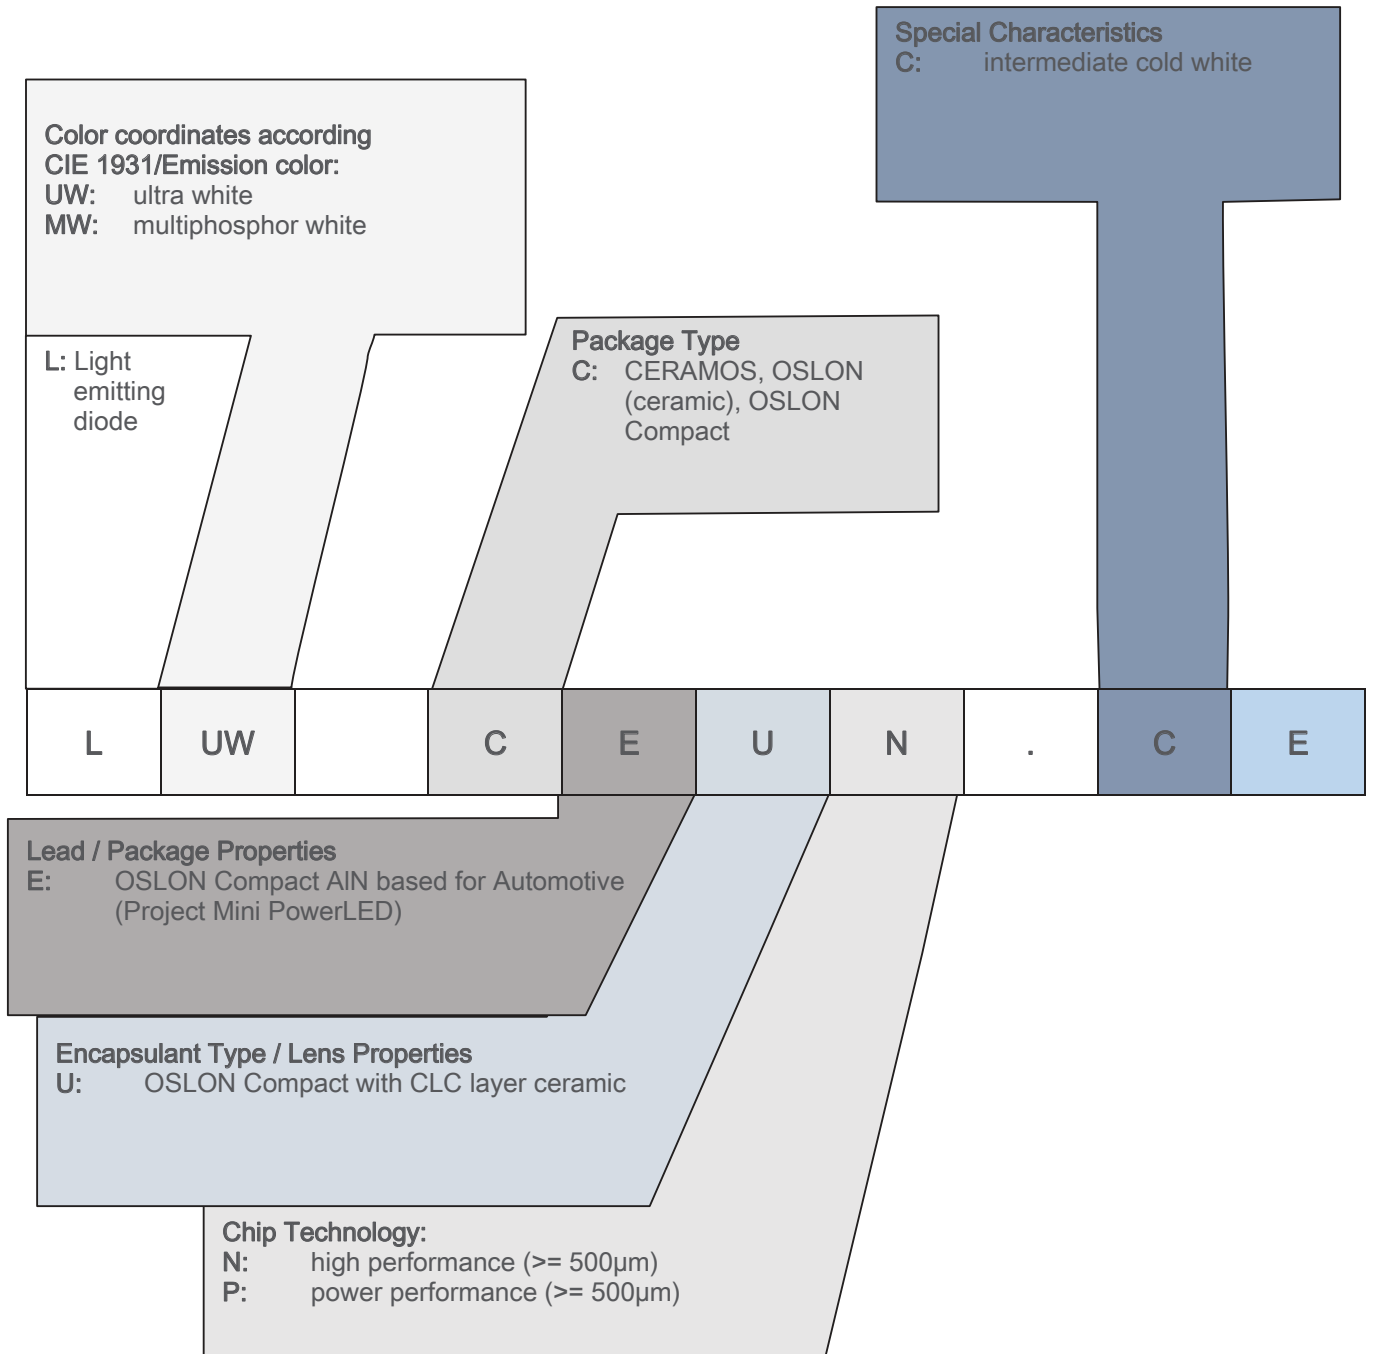 Special Characteristics
C: intermediate cold white
Color coordinates according
CIE 1931/Emission color:
UW: ultra white
MW: multiphosphor white
L: Light
emitting
diode
Package Type
C: CERAMOS, OSLON
(ceramic), OSLON
Compact
L UW C E U N . C E
Lead / Package Properties
E: OSLON Compact AlN based for Automotive
(Project Mini PowerLED)
Encapsulant Type / Lens Properties
U: OSLON Compact with CLC layer ceramic
Chip Technology:
N: high performance (>= 500µm)
P: power performance (>= 500µm)